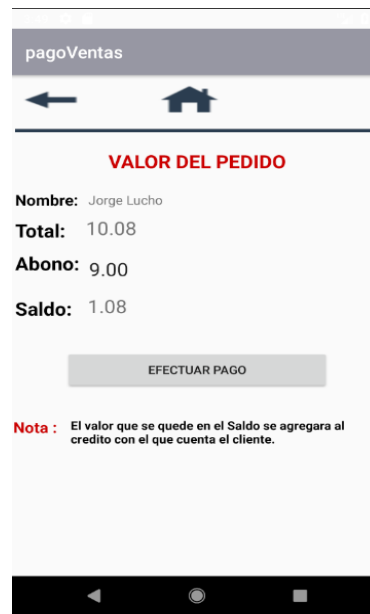 pagoVentas
VALOR DEL PEDIDO
Nombre: Jorge Lucho
Total: 10.08
Abono: 9.00
Saldo: 1.08
EFECTUAR PAGO
Nota : El valor que se quede en el Saldo se agregara al
credito con el que cuenta el cliente.